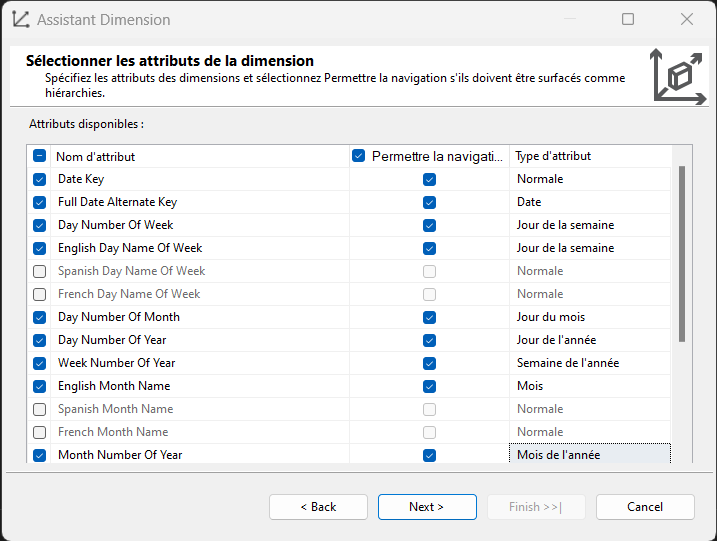 Assistant Dimension
Sélectionner les attributs de la dimension
Spécifiez les attributs des dimensions et sélectionnez Permettre la navigation s'ils doivent être surfacés comme
hiérarchies.
Attributs disponibles :
Nom d'attribut Permettre la navigati... Type d'attribut
Date Key Normale
Full Date Alternate Key Date
Day Number Of Week Jour de la semaine
English Day Name Of Week Jour de la semaine
Spanish Day Name Of Week Normale
French Day Name Of Week Normale
Day Number Of Month Jour du mois
Day Number Of Year Jour de l'année
Week Number Of Year Semaine de l'année
English Month Name Mois
Spanish Month Name Normale
French Month Name Normale
Month Number Of Year Mois de l'année
< Back Next > Finish >>| Cancel